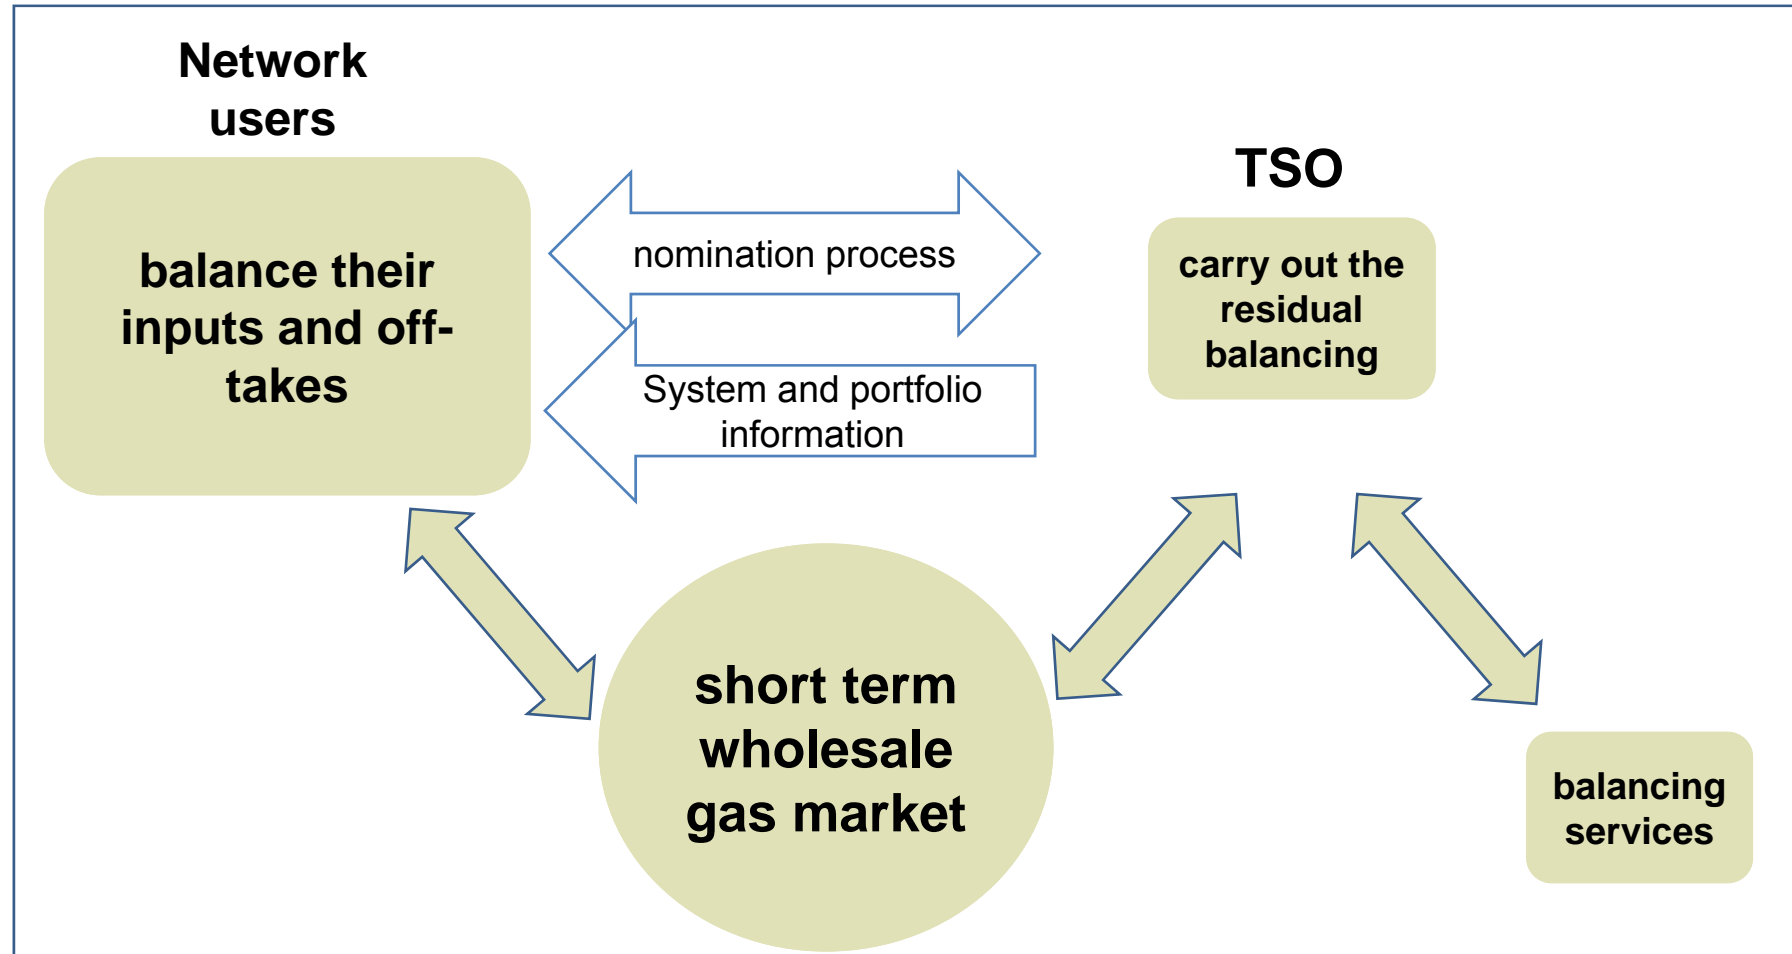 Network
users
balance their
inputs and off-
takes
nomination process
System and portfolio
information
TSO
carry out the
residual
balancing
short term
wholesale
gas market
balancing
services